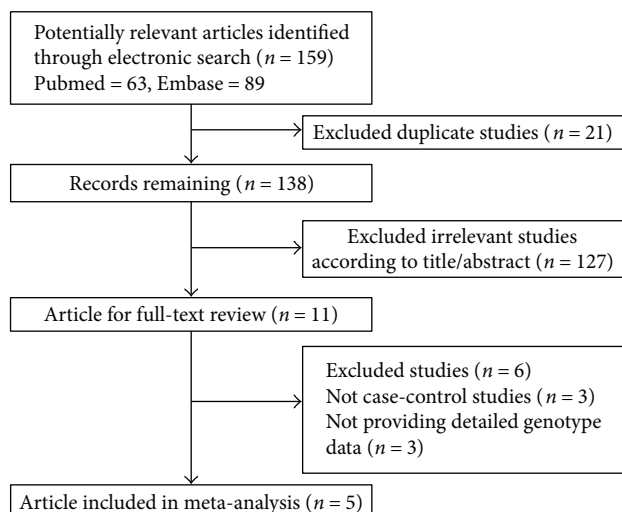 Potentially relevant articles identified
through electronic search (n = 159)
Pubmed = 63, Embase = 89
Excluded duplicate studies (n = 21)
Records remaining (n = 138)
Excluded irrelevant studies
according to title/abstract (n = 127)
Article for full-text review (n = 11)
Excluded studies (n = 6)
Not case-control studies (n = 3)
Not providing detailed genotype
data (n = 3)
Article included in meta-analysis (n = 5)